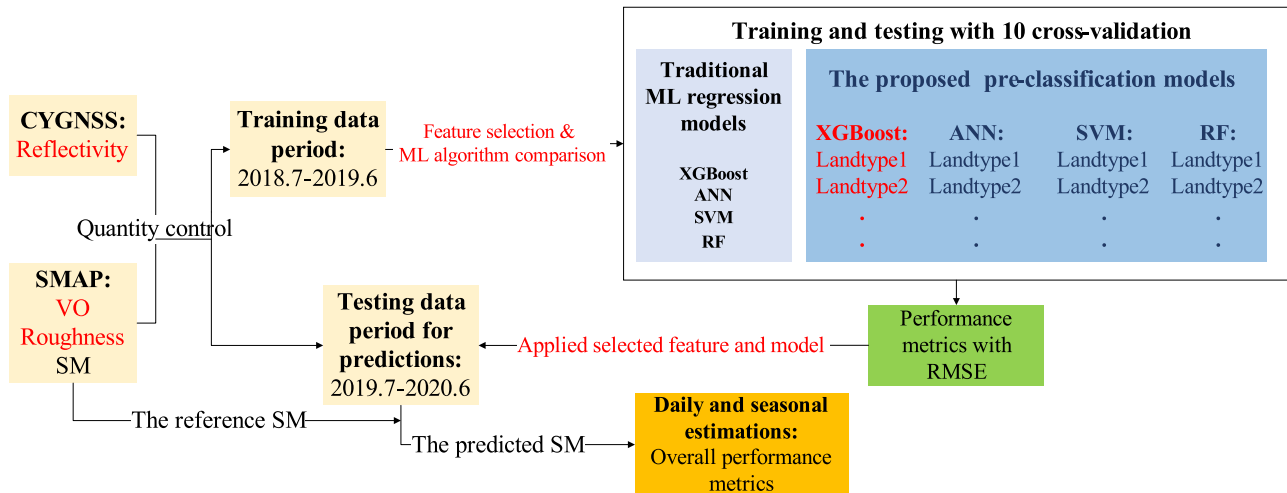 Training and testing with 10 cross-validation
Traditional
ML regression
models
XGBoost
ANN
SVM
RF
The proposed pre-classification models
XGBoost:
Landtype1
Landtype2
.
.
ANN:
Landtype1
Landtype2
.
.
SVM:
Landtype1
Landtype2
.
.
RF:
Landtype1
Landtype2
.
.
CYGNSS:
Reflectivity
Training data
period:
2018.7-2019.6
Feature selection &
ML algorithm comparison
Quantity control
SMAP:
VO
Roughness
SM
Testing data
period for
predictions:
2019.7-2020.6
Applied selected feature and model
Performance
metrics with
RMSE
The reference SM
The predicted SM
Daily and seasonal
estimations:
Overall performance
metrics